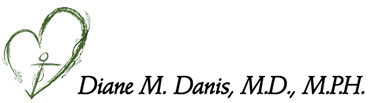 Diane M. Danis, M.D., M.P.H.